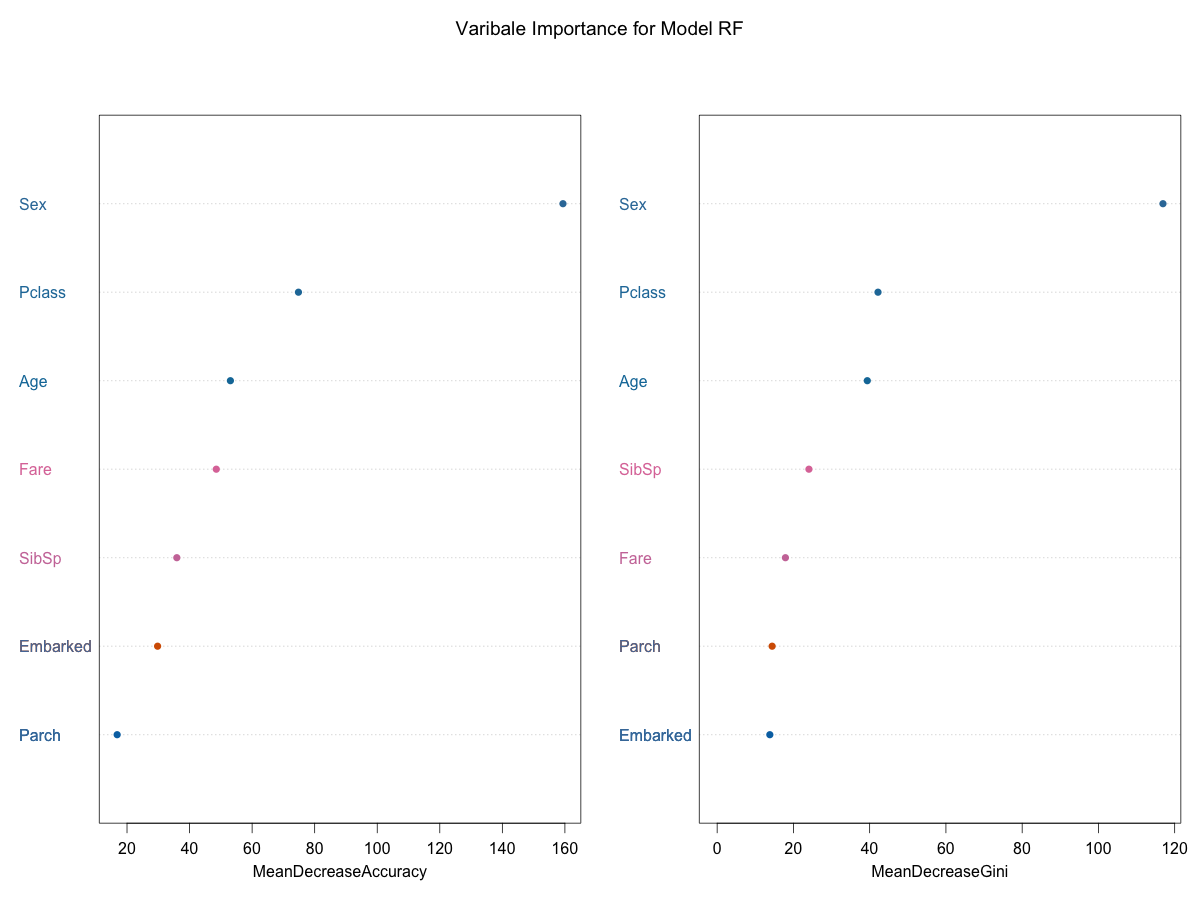 Varibale Importance for Model RF
Sex
Pclass
Age
Fare
SibSp
Embarked
Parch
20 40 60 80 100 120 140 160
MeanDecreaseAccuracy
Sex
Pclass
Age
SibSp
Fare
Parch
Embarked
0 20 40 60 80 100 120
MeanDecreaseGini